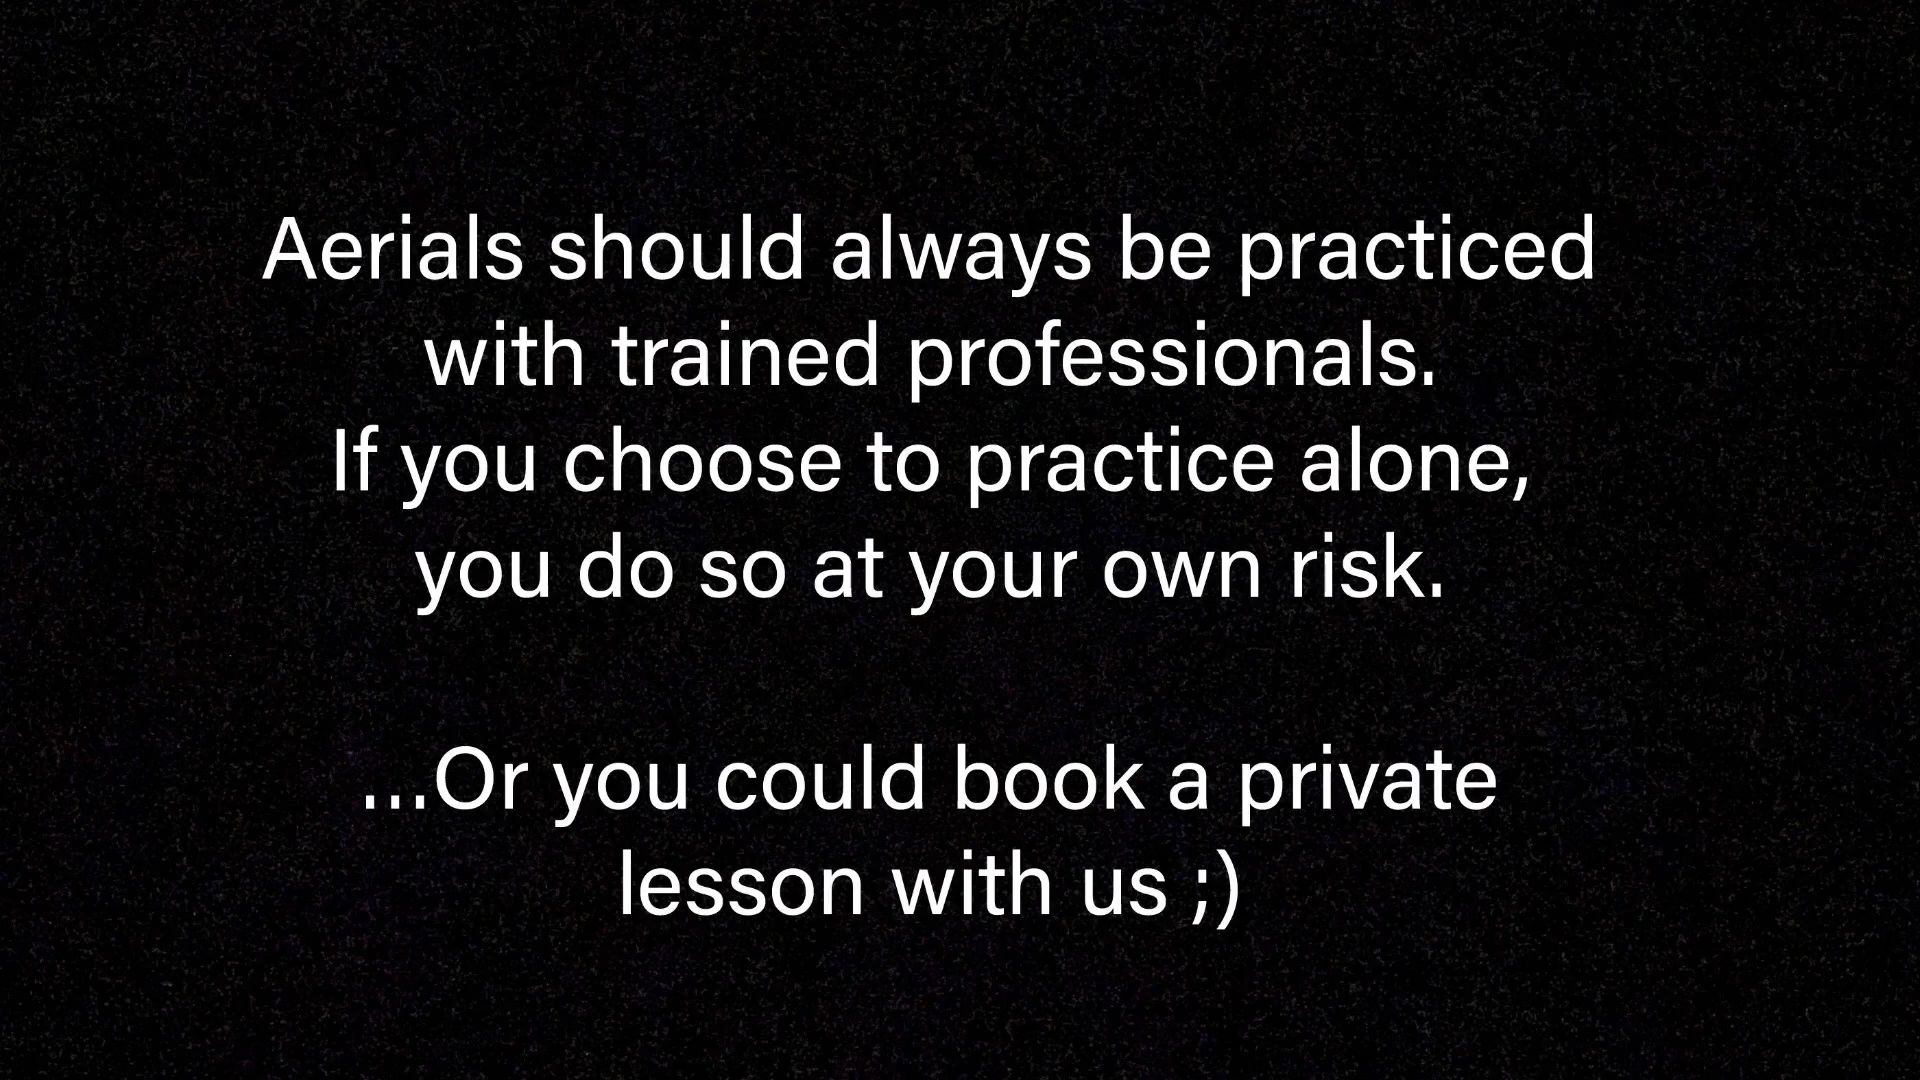 Aerials should always be practiced
with trained professionals.
If you choose to practice alone,
you do so at your own risk.
...Or you could book a private
lesson with us ;)